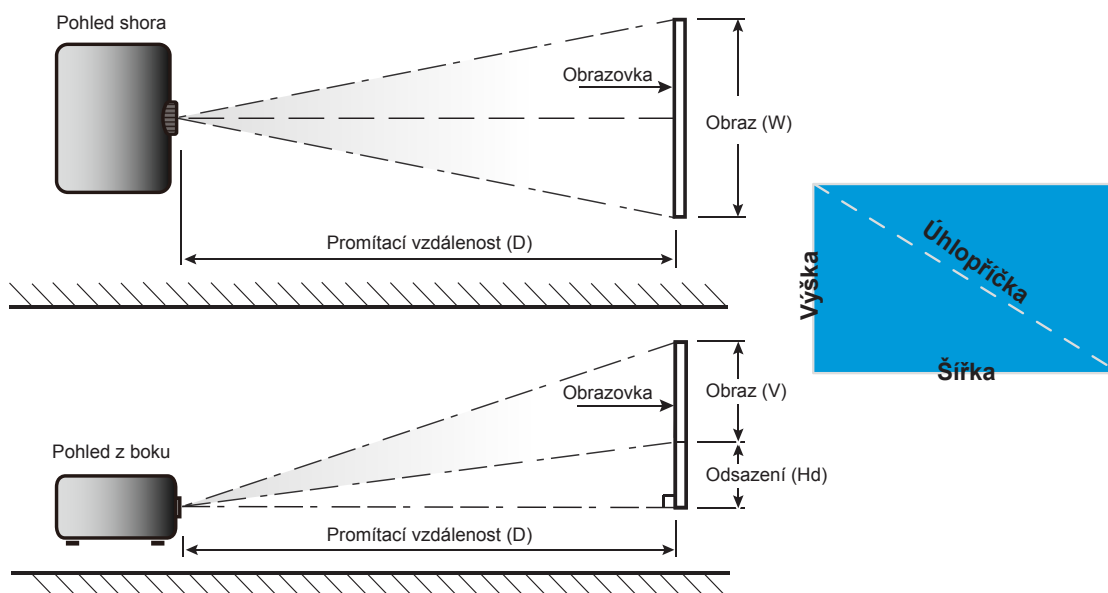 Pohled shora
Obrazovka
Obraz (W)
Promítací vzdálenost (D)
Výška
Úhlopříčka
Šířka
Obrazovka
Obraz (V)
Pohled z boku
Odsazení (Hd)
Promítací vzdálenost (D)